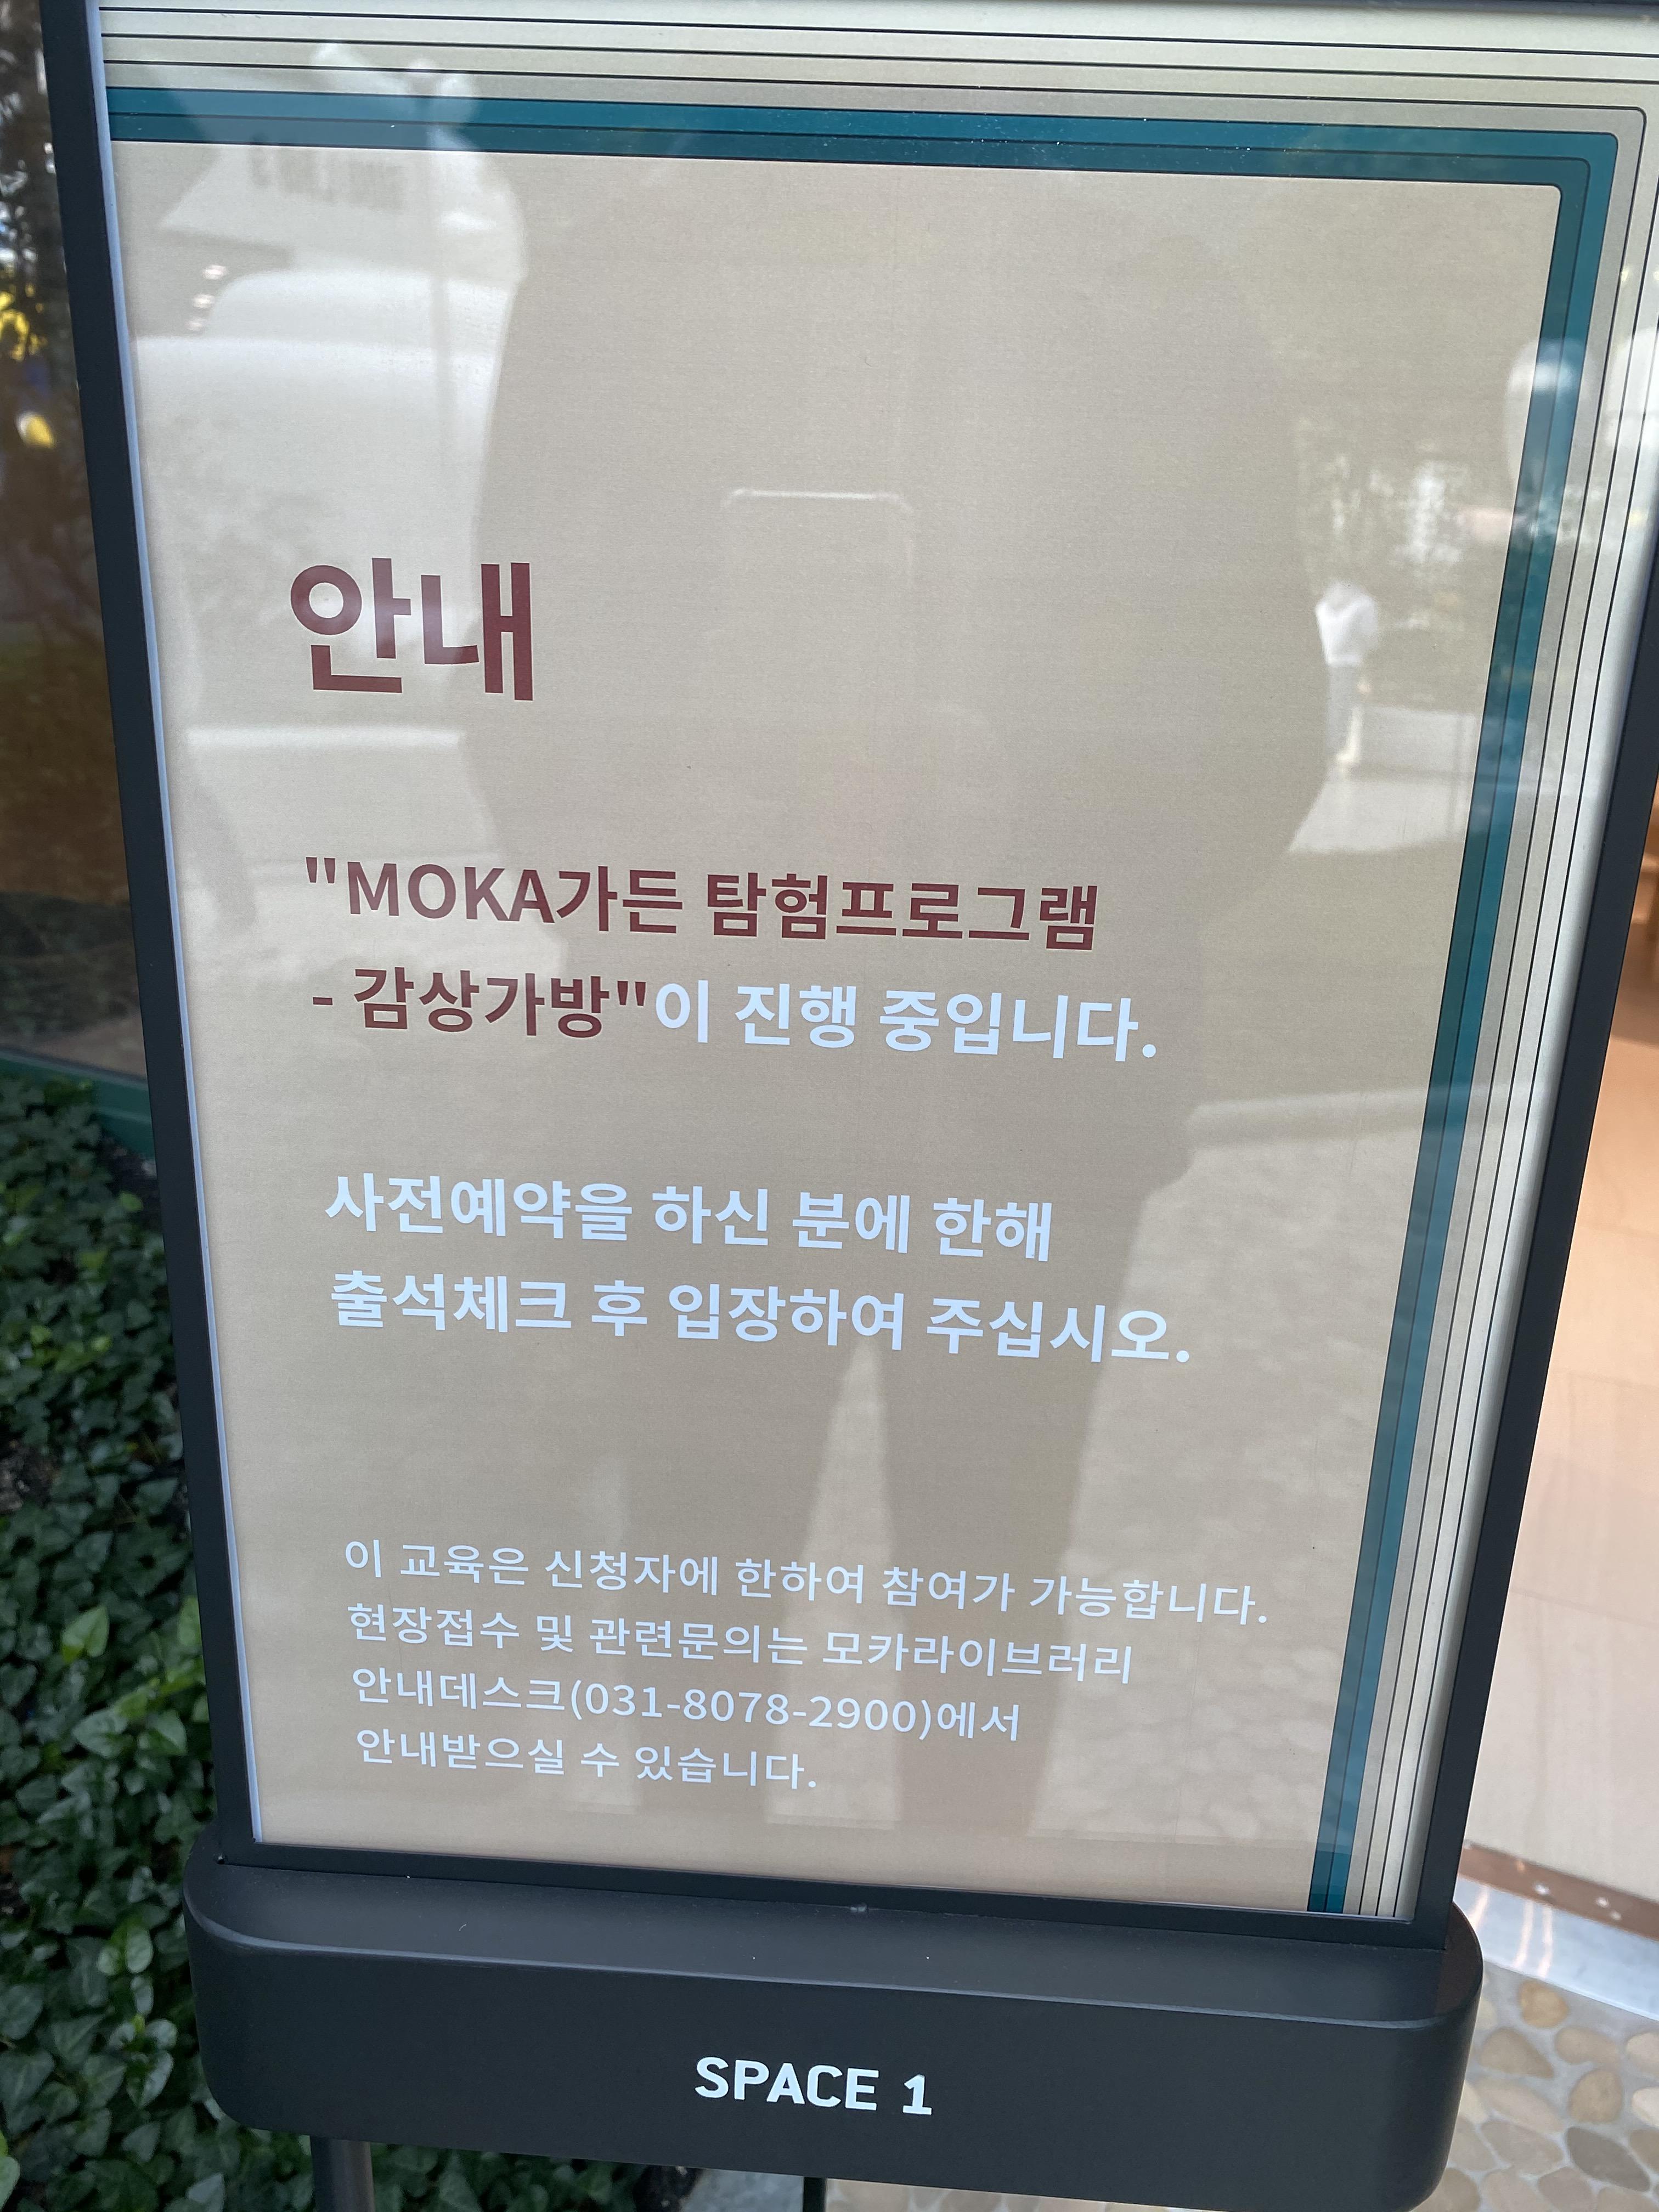 안내
"MOKA가든 탐험프로그램
- 감상가방"이 진행 중입니다.
사전예약을 하신 분에 한해
출석체크 후 입장하여 주십시오.
이 교육은 신청자에 한하여 참여가 가능합니다.
현장접수 및 관련문의는 모카라이브러리
안내데스크(031-8078-2900)에서
안내받으실 수 있습니다.
SPACE 1